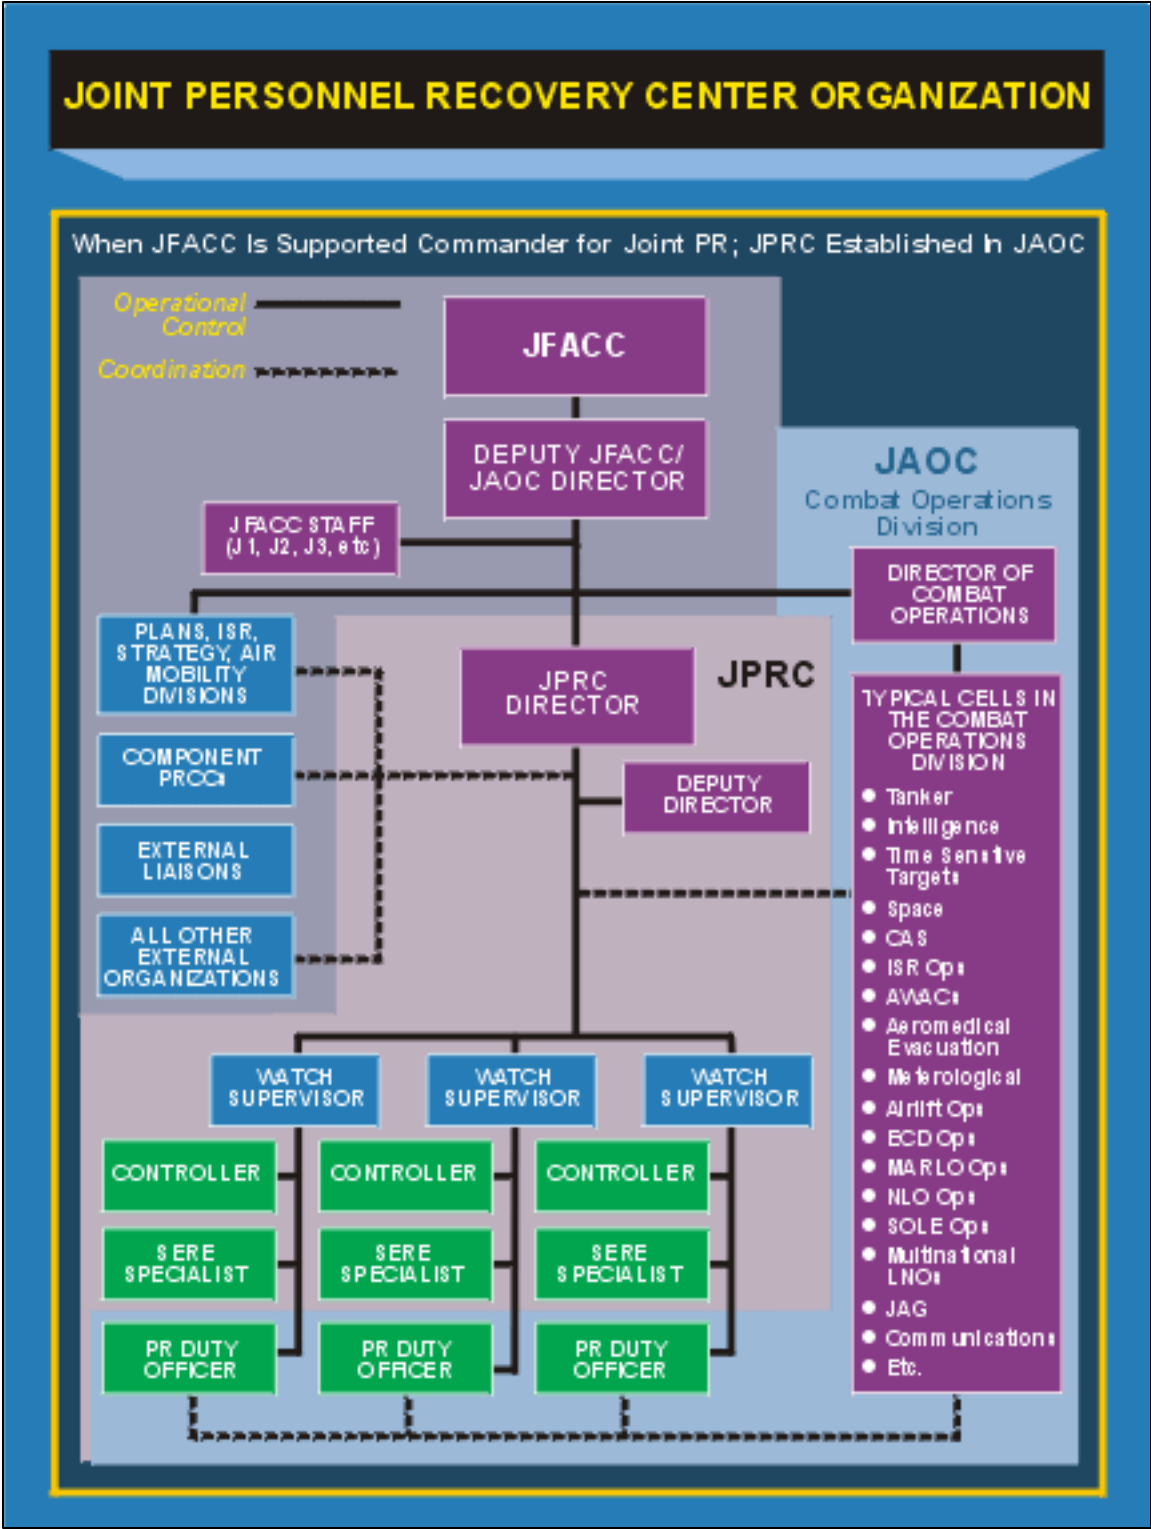 JOINT PERSONNEL RECOVERY CENTER ORGANIZATION
When JFACC Is Supported Commander for Joint PR; JPRC Established In JAOC
Operational
Control
Coordination
JFACC
DEPUTY JFACC/
JAOC DIRECTOR
JFACC STAFF
(J1, J2, J3, etc)
JAOC
Combat Operations
Division
DIRECTOR OF
COMBAT
OPERATIONS
PLANS, ISR,
STRATEGY, AIR
MOBILITY
DIVISIONS
COMPONENT
PRCCs
EXTERNAL
LIAISONS
ALL OTHER
EXTERNAL
ORGANIZATIONS
JPRC
DIRECTOR
JPRC
DEPUTY
DIRECTOR
TYPICAL CELLS IN
THE COMBAT
OPERATIONS
DIVISION
● Tanker
● Intelligence
● Time Sensitive
Targets
● Space
● CAS
● ISR Ops
● AWACs
● Aeromedical
Evacuation
● Meterological
● Airlift Ops
● ECD Ops
● MARLO Ops
● NLO Ops
● SOLE Ops
● Multinational
LNOs
● JAG
● Communications
● Etc.
WATCH
SUPERVISOR
CONTROLLER
SERE
SPECIALIST
PR DUTY
OFFICER
WATCH
SUPERVISOR
CONTROLLER
SERE
SPECIALIST
PR DUTY
OFFICER
WATCH
SUPERVISOR
CONTROLLER
SERE
SPECIALIST
PR DUTY
OFFICER